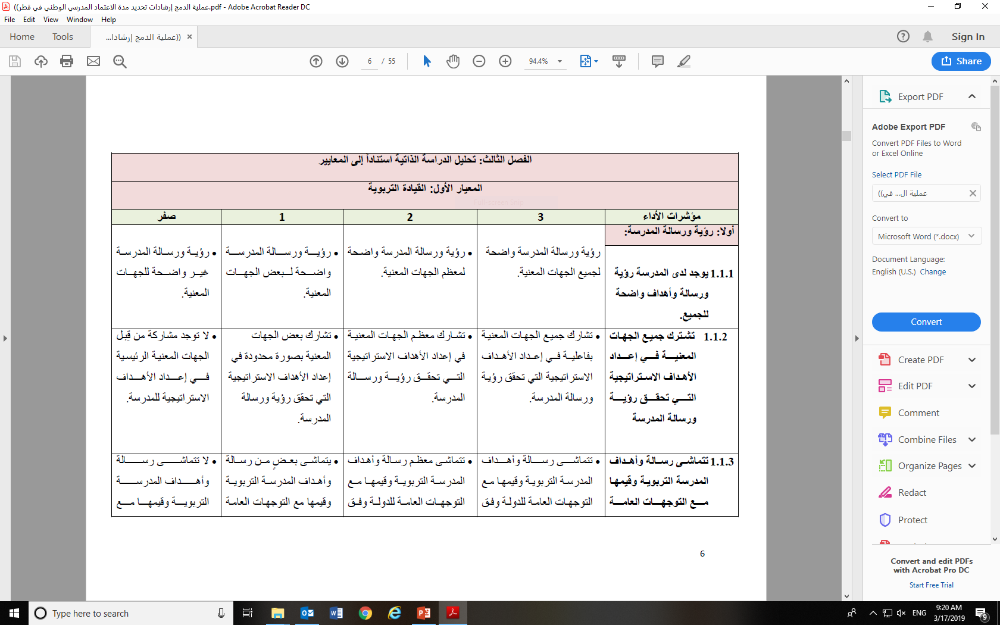 عملية الدمج إرشادات تحديد مدة الاعتماد المدرسي الوطني في قطر)).pdf - Adobe Acrobat Reader DC
File Edit View Window Help
Home Tools ((عملية الدمج إرشادا... Sign In
6 / 55 94.4% Share
الفصل الثالث: تحليل الدراسة الذاتية استناداً إلى المعايير
المعيار الأول: القيادة التربوية
مؤشرات الأداء 3 2 1 صفر
أولا: رؤية ورسالة المدرسة:
1.1.1 يوجد لدى المدرسة رؤية
ورسالة وأهداف واضحة
للجميع.
رؤية ورسالة المدرسة واضحة
لجميع الجهات المعنية.
• رؤية ورسالة المدرسة واضحة
لمعظم الجهات المعنية.
• رؤية ورسالة المدرسة
واضحة لبعض الجهات
المعنية.
• رؤية ورسالة المدرسة
غير واضحة للجهات
المعنية.
1.1.2 تشترك جميع الجهات
المعنية في إعداد
الأهداف الاستراتيجية
التي تحقق رؤية
ورسالة المدرسة
• تشارك جميع الجهات المعنية
بفاعلية في إعداد الأهداف
الاستراتيجية التي تحقق رؤية
ورسالة المدرسة.
• تشارك معظم الجهات المعنية
في إعداد الأهداف الاستراتيجية
التي تحقق رؤية ورسالة
المدرسة.
• تشارك بعض الجهات
المعنية بصورة محدودة في
إعداد الأهداف الاستراتيجية
التي تحقق رؤية ورسالة
المدرسة.
• لا توجد مشاركة من قِبل
الجهات المعنية الرئيسية
في إعداد الأهداف
الاستراتيجية للمدرسة.
1.1.3 تتماشى رسالة وأهداف
المدرسة التربوية وقيمها
مع التوجهات العامة
• تتماشى رسالة وأهداف
المدرسة التربوية وقيمها مع
التوجهات العامة للدولة وفق
• تتماشى معظم رسالة وأهداف
المدرسة التربوية وقيمها مع
التوجهات العامة للدولة وفق
• يتماشى بعضٍ من رسالة
وأهداف المدرسة التربوية
وقيمها مع التوجهات العامة
• لا تتماشى رسالة
وأهداف المدرسة
التربوية وقيمها مع
6
Export PDF
Adobe Export PDF
Convert PDF Files to Word
or Excel Online
Select PDF File
عملية ال... في))
Convert to
Microsoft Word (*.docx)
Document Language:
English (U.S.) Change
Convert
Create PDF
Edit PDF
Comment
Combine Files
Organize Pages
Redact
Protect
Convert and edit PDFs
with Acrobat Pro DC
Start Free Trial
Type here to search
ENG
9:20 AM
3/17/2019
9